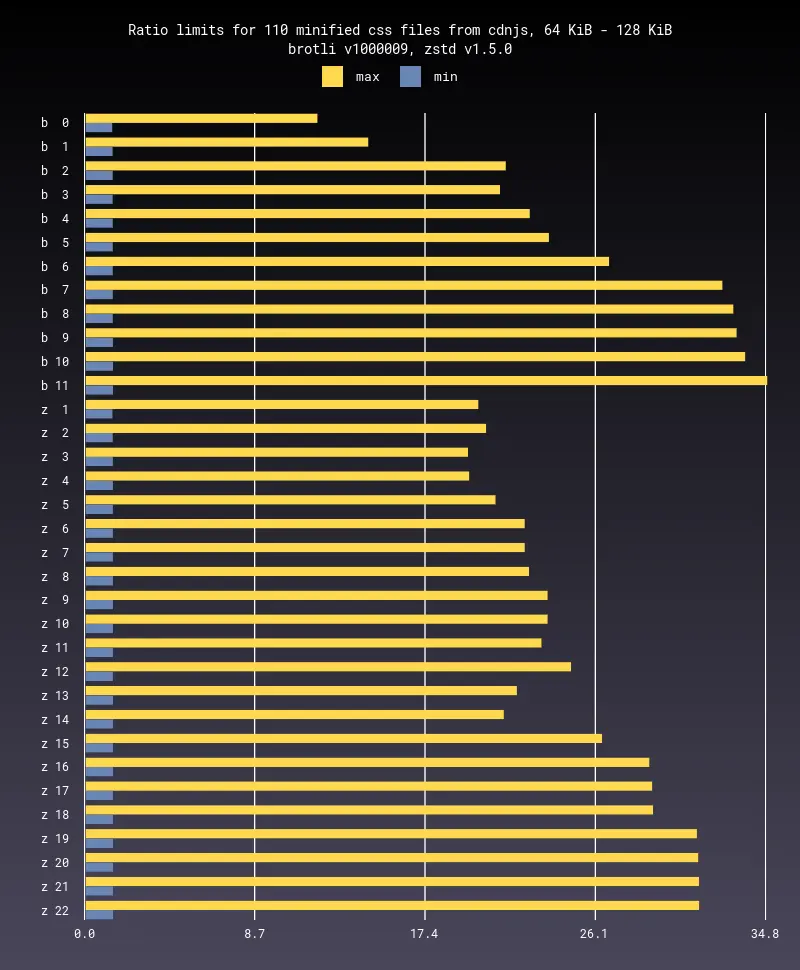 Ratio limits for 110 minified css files from cdnjs, 64 KiB - 128 KiB
brotli v1000009, zstd v1.5.0
max min
b 0
b 1
b 2
b 3
b 4
b 5
b 6
b 7
b 8
b 9
b 10
b 11
z 1
z 2
z 3
z 4
z 5
z 6
z 7
z 8
z 9
z 10
z 11
z 12
z 13
z 14
z 15
z 16
z 17
z 18
z 19
z 20
z 21
z 22
0.0 8.7 17.4 26.1 34.8